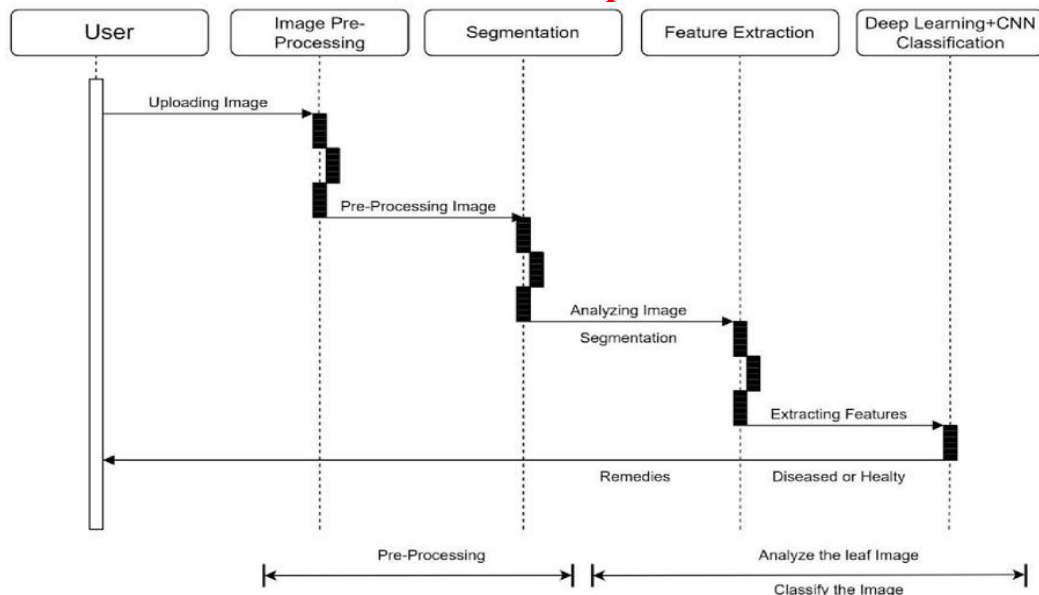 User
Image Pre-
Processing
Segmentation
Feature Extraction
Deep Learning+CNN
Classification
Uploading Image
Pre-Processing Image
Analyzing Image
Segmentation
Extracting Features
Remedies
Diseased or Healty
Pre-Processing
Analyze the leaf Image
Classify the Image